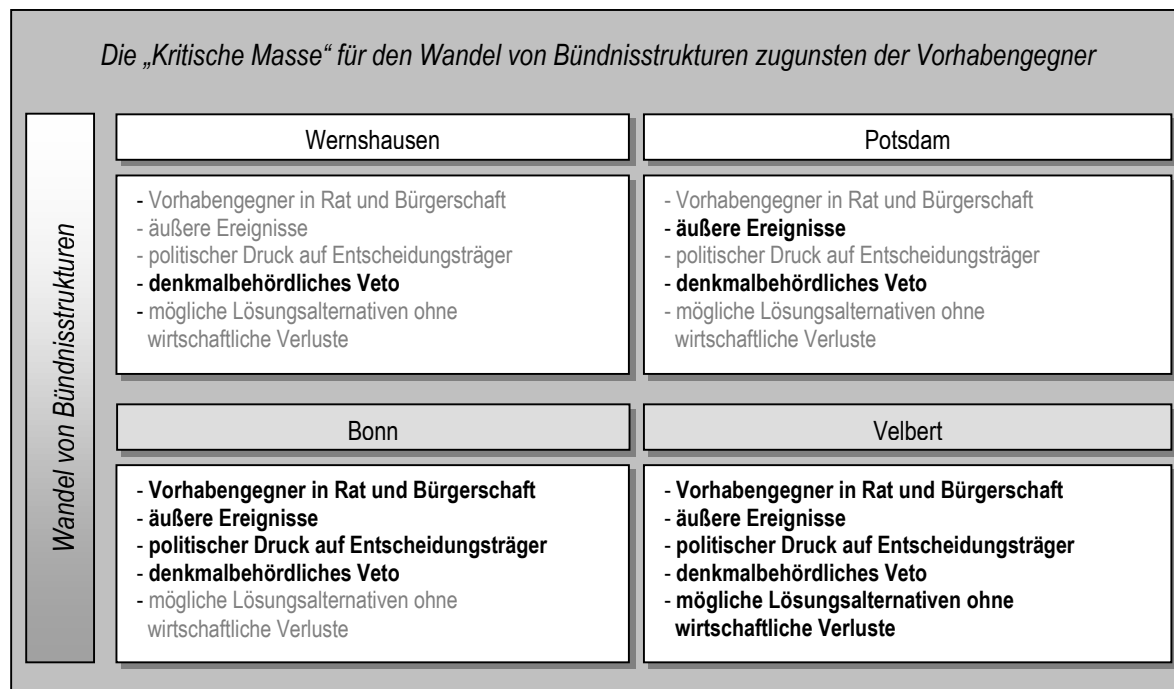 Die „Kritische Masse“ für den Wandel von Bündnisstrukturen zugunsten der Vorhabengegner
Wandel von Bündnisstrukturen
Wernshausen
- Vorhabengegner in Rat und Bürgerschaft
- äußere Ereignisse
- politischer Druck auf Entscheidungsträger
- denkmalbehördliches Veto
- mögliche Lösungsalternativen ohne
wirtschaftliche Verluste
Potsdam
- Vorhabengegner in Rat und Bürgerschaft
- äußere Ereignisse
- politischer Druck auf Entscheidungsträger
- denkmalbehördliches Veto
- mögliche Lösungsalternativen ohne
wirtschaftliche Verluste
Bonn
- Vorhabengegner in Rat und Bürgerschaft
- äußere Ereignisse
- politischer Druck auf Entscheidungsträger
- denkmalbehördliches Veto
- mögliche Lösungsalternativen ohne
wirtschaftliche Verluste
Velbert
- Vorhabengegner in Rat und Bürgerschaft
- äußere Ereignisse
- politischer Druck auf Entscheidungsträger
- denkmalbehördliches Veto
- mögliche Lösungsalternativen ohne
wirtschaftliche Verluste